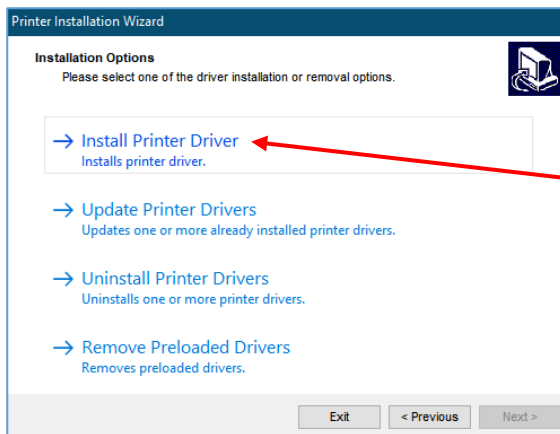 Printer Installation Wizard
Installation Options
Please select one of the driver installation or removal options.
Install Printer Driver
Installs printer driver.
Update Printer Drivers
Updates one or more already installed printer drivers.
Uninstall Printer Drivers
Uninstalls one or more printer drivers.
Remove Preloaded Drivers
Removes preloaded drivers.
Exit < Previous Next >